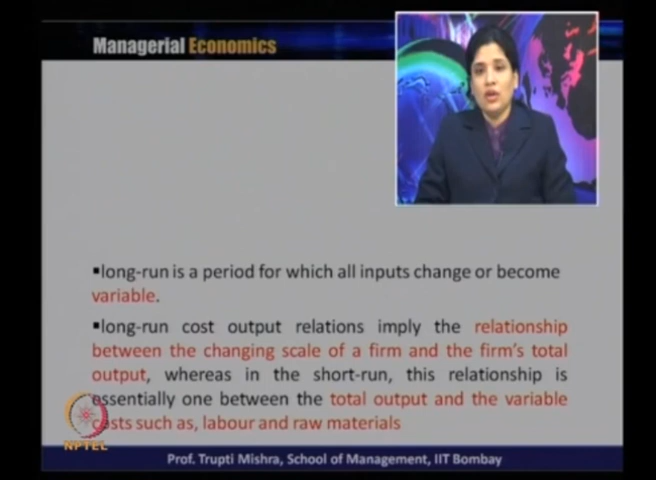 Managerial Economics
▪long-run is a period for which all inputs change or become
variable.
▪long-run cost output relations imply the relationship
between the changing scale of a firm and the firm's total
output, whereas in the short-run, this relationship is
essentially one between the total output and the variable
costs such as, labour and raw materials
NPTEL
Prof. Trupti Mishra, School of Management, IIT Bombay